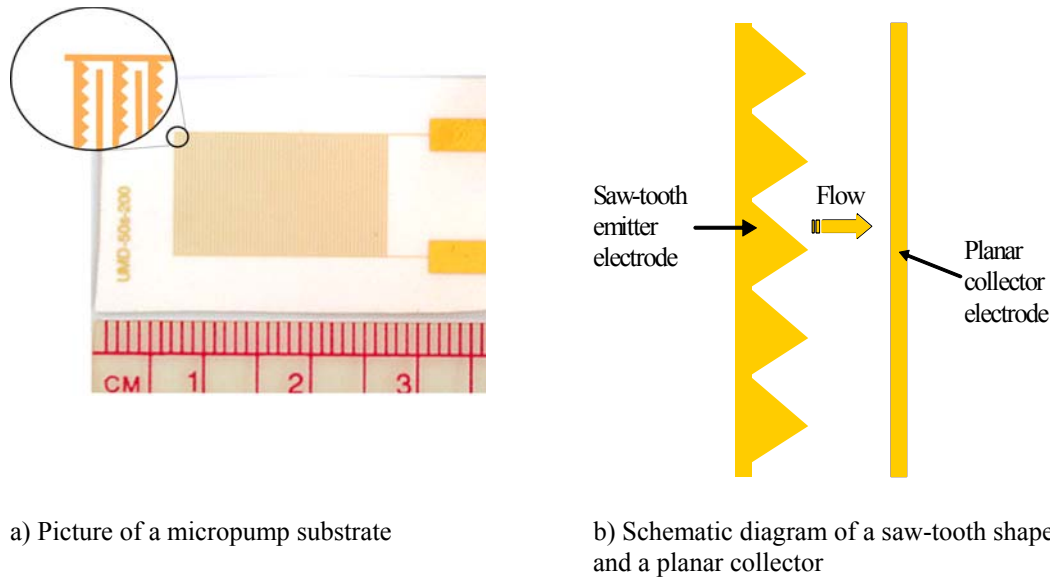 UMD-50s-200
CM 1 2 3
Saw-tooth
emitter
electrode
Flow
Planar
collector
electrode
a) Picture of a micropump substrate
b) Schematic diagram of a saw-tooth shape
and a planar collector